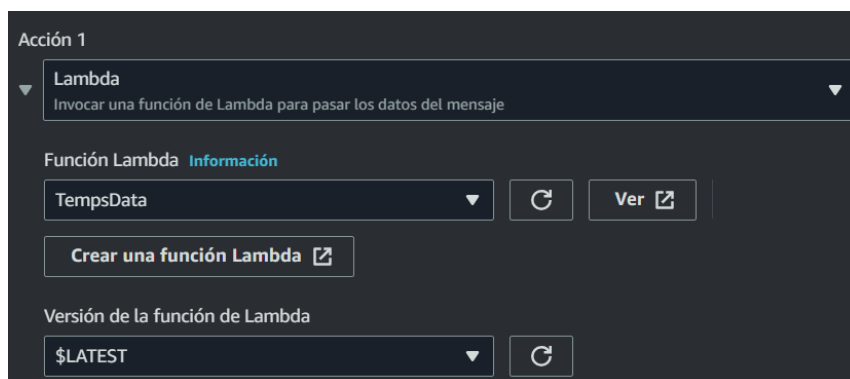 Acción 1
Lambda
Invocar una función de Lambda para pasar los datos del mensaje
Función Lambda Información
TempsData
Ver
Crear una función Lambda
Versión de la función de Lambda
$LATEST